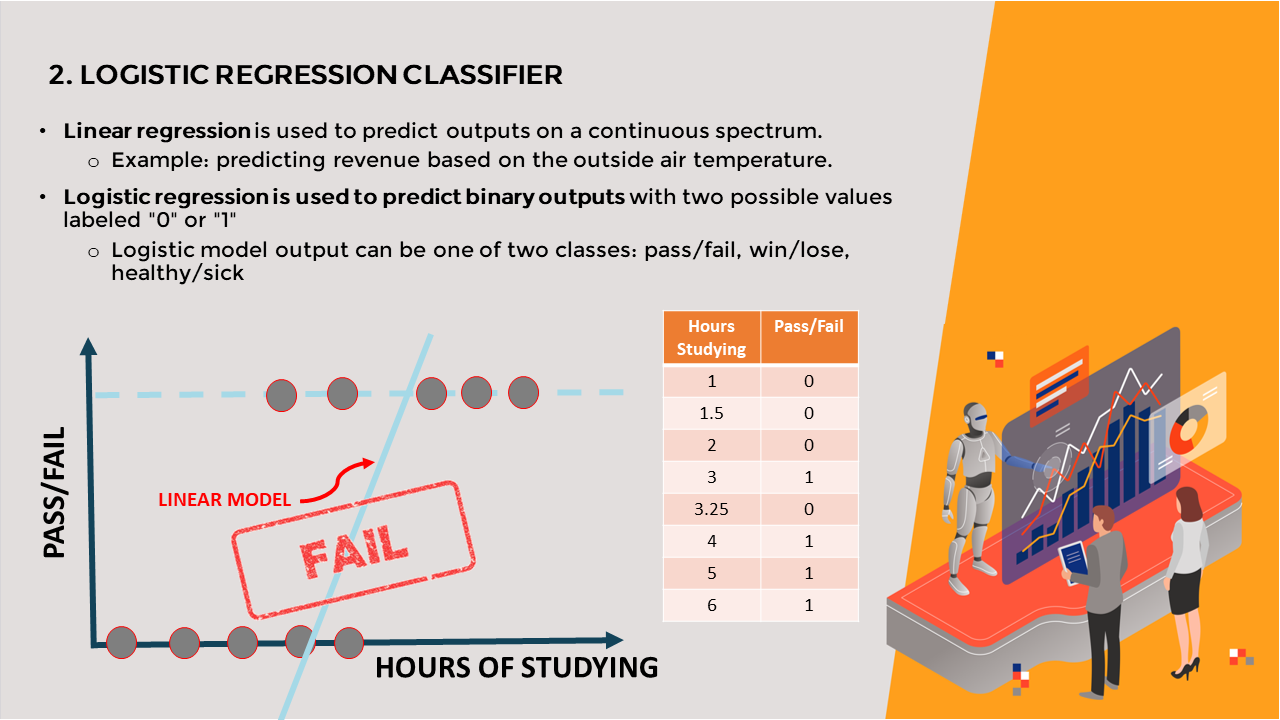 2. LOGISTIC REGRESSION CLASSIFIER
• Linear regression is used to predict outputs on a continuous spectrum.
o Example: predicting revenue based on the outside air temperature.
• Logistic regression is used to predict binary outputs with two possible values
labeled "0" or "1"
o Logistic model output can be one of two classes: pass/fail, win/lose,
healthy/sick
PASS/FAIL
LINEAR MODEL
FAIL
HOURS OF STUDYING
Hours Studying Pass/Fail
1 0
1.5 0
2 0
3 1
3.25 0
4 1
5 1
6 1